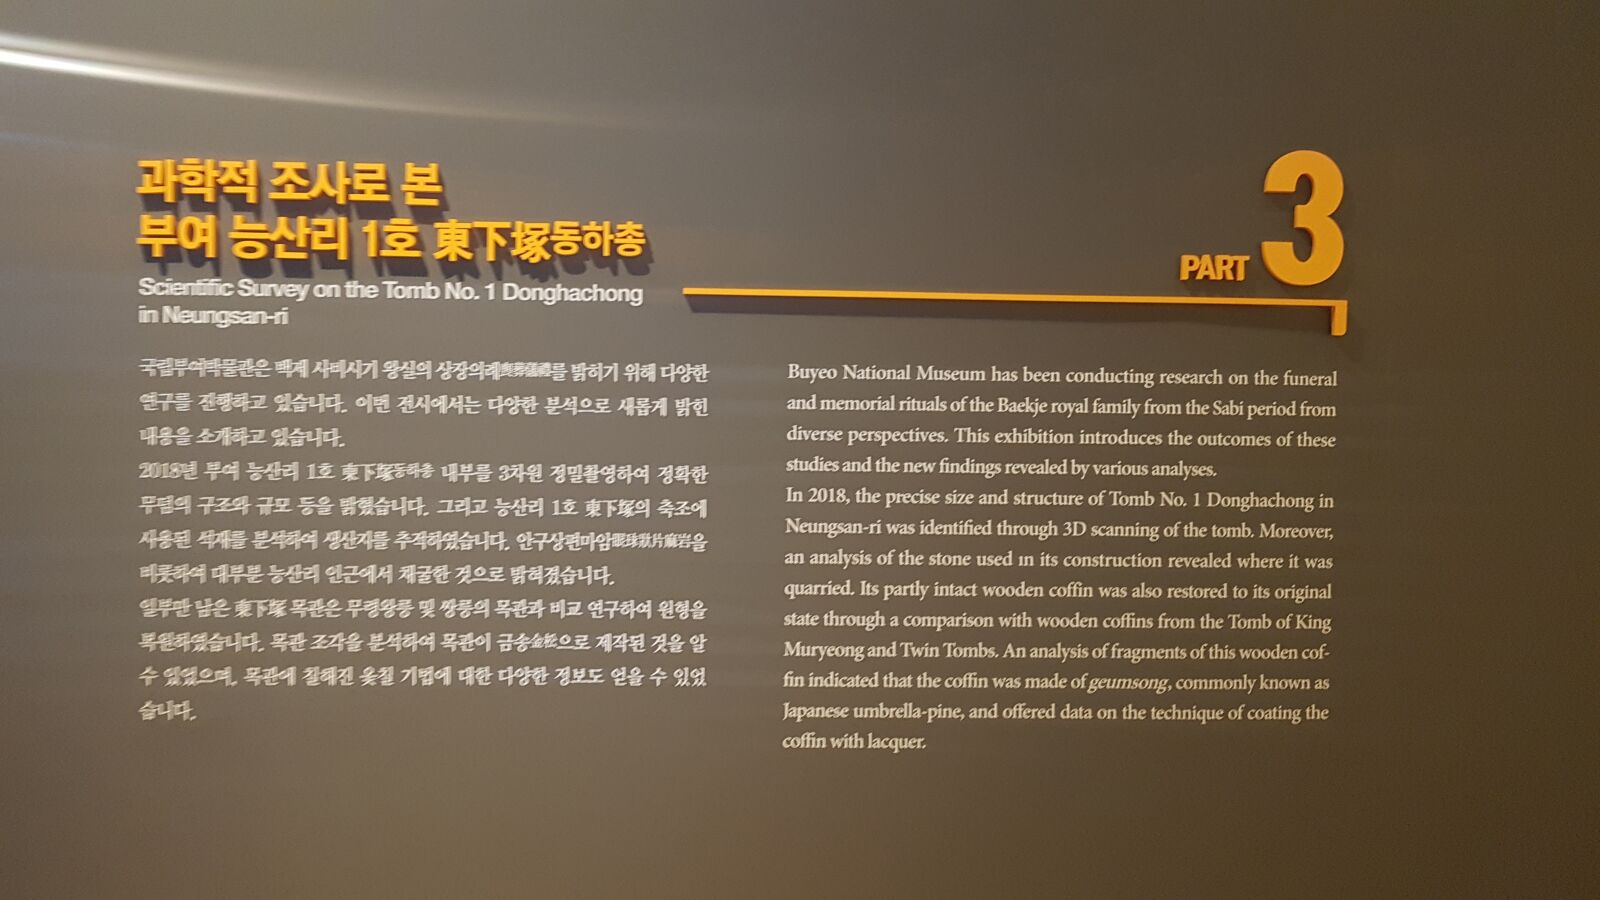 과학적 조사로 본
부여 능산리 1호 東下塚동하총
Scientific Survey on the Tomb No. 1 Donghachong
in Neungsan-ri
PART 3
국립부여박물관은 백제 사비시기 왕실의 상장의례喪葬儀禮를 밝히기 위해 다양한
연구를 진행하고 있습니다. 이번 전시에서는 다양한 분석으로 새롭게 밝힌
내용을 소개하고 있습니다.
2018년 부여 능산리 1호 東下塚동하총 내부를 3차원 정밀촬영하여 정확한
무덤의 구조와 규모 등을 밝혔습니다. 그리고 능산리 1호 東下塚의 축조에
사용된 석재를 분석하여 생산지를 추적하였습니다. 안구상편마암眼球狀片麻岩을
비롯하여 대부분 능산리 인근에서 채굴한 것으로 밝혀졌습니다.
일부만 남은 東下塚 목관은 무령왕릉 및 쌍릉의 목관과 비교 연구하여 원형을
복원하였습니다. 목관 조각을 분석하여 목관이 금송金松으로 제작된 것을 알
수 있었으며, 목관에 칠해진 옻칠 기법에 대한 다양한 정보도 얻을 수 있었
습니다.
Buyeo National Museum has been conducting research on the funeral
and memorial rituals of the Baekje royal family from the Sabi period from
diverse perspectives. This exhibition introduces the outcomes of these
studies and the new findings revealed by various analyses.
In 2018, the precise size and structure of Tomb No. 1 Donghachong in
Neungsan-ri was identified through 3D scanning of the tomb. Moreover,
an analysis of the stone used in its construction revealed where it was
quarried. Its partly intact wooden coffin was also restored to its original
state through a comparison with wooden coffins from the Tomb of King
Muryeong and Twin Tombs. An analysis of fragments of this wooden cof-
fin indicated that the coffin was made of geumsong, commonly known as
Japanese umbrella-pine, and offered data on the technique of coating the
coffin with lacquer.